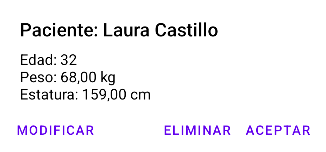 Paciente: Laura Castillo
Edad: 32
Peso: 68,00 kg
Estatura: 159,00 cm
MODIFICAR ELIMINAR ACEPTAR